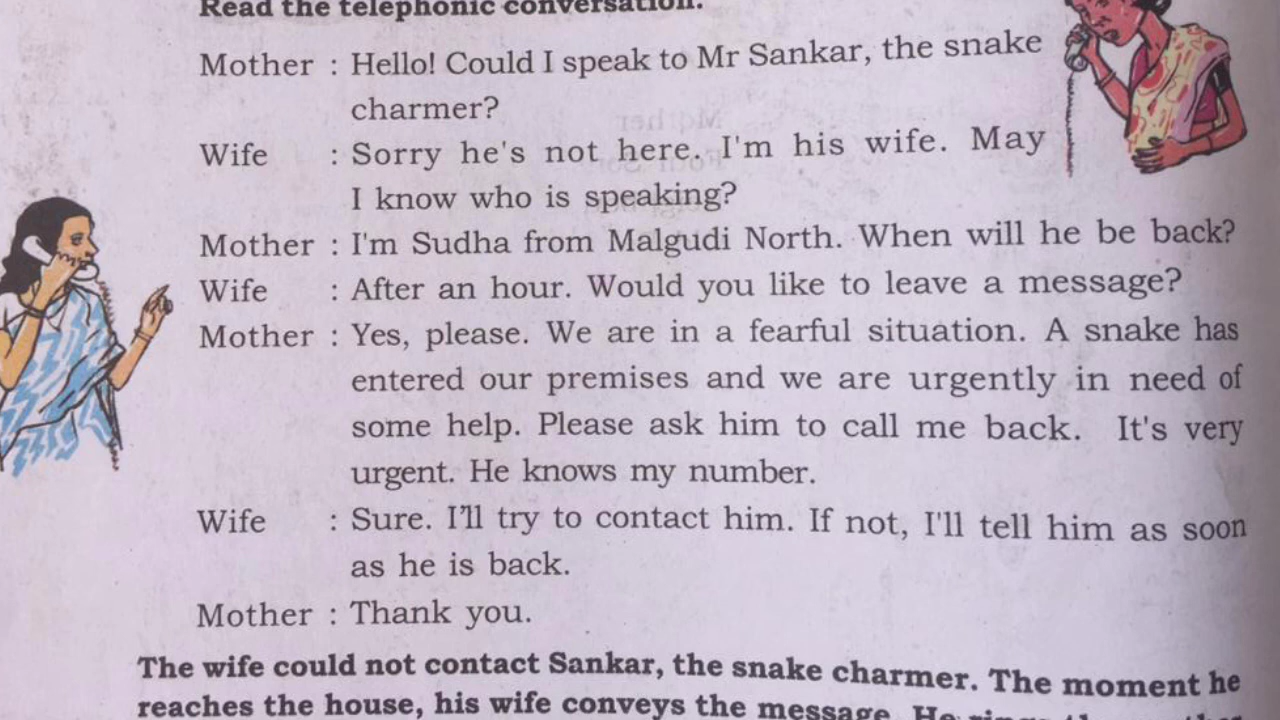 Read the telephonic conversation.
Mother : Hello! Could I speak to Mr Sankar, the snake
charmer?
Wife : Sorry he's not here. I'm his wife. May
I know who is speaking?
Mother : I'm Sudha from Malgudi North. When will he be back?
Wife : After an hour. Would you like to leave a message?
Mother : Yes, please. We are in a fearful situation. A snake has
entered our premises and we are urgently in need of
some help. Please ask him to call me back. It's very
urgent. He knows my number.
Wife : Sure. I'll try to contact him. If not, I'll tell him as soon
as he is back.
Mother : Thank you.
The wife could not contact Sankar, the snake charmer. The moment he
reaches the house, his wife conveys the message. He rings